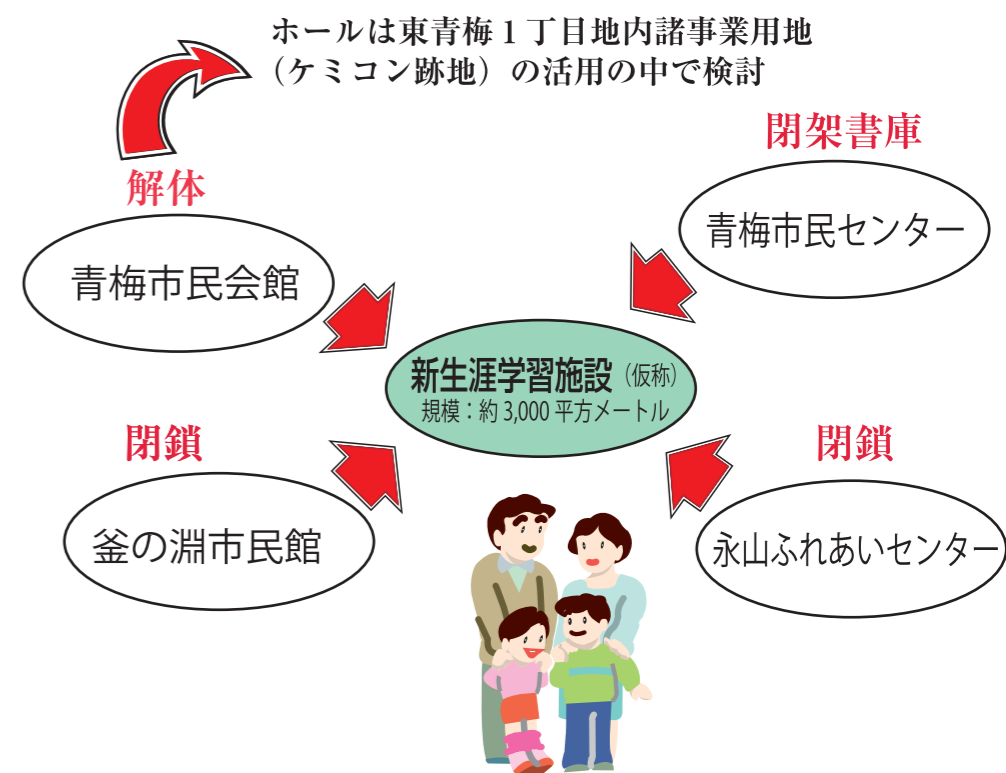 ホールは東青梅1丁目地内諸事業用地
(ケミコン跡地)の活用の中で検討
解体
青梅市民会館
閉架書庫
青梅市民センター
新生涯学習施設(仮称)
規模:約3,000平方メートル
閉鎖
釜の淵市民館
閉鎖
永山ふれあいセンター